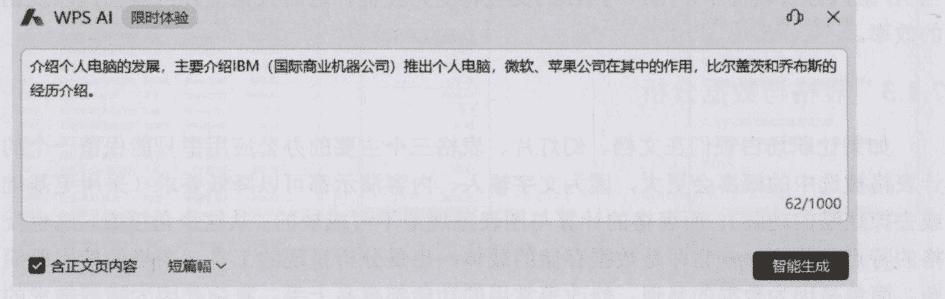 WPS AI 限时体验
介绍个人电脑的发展，主要介绍IBM（国际商业机器公司）推出个人电脑，微软、苹果公司在其中的作用，比尔盖茨和乔布斯的
经历介绍。
62/1000
含正文页内容 短篇幅 智能生成